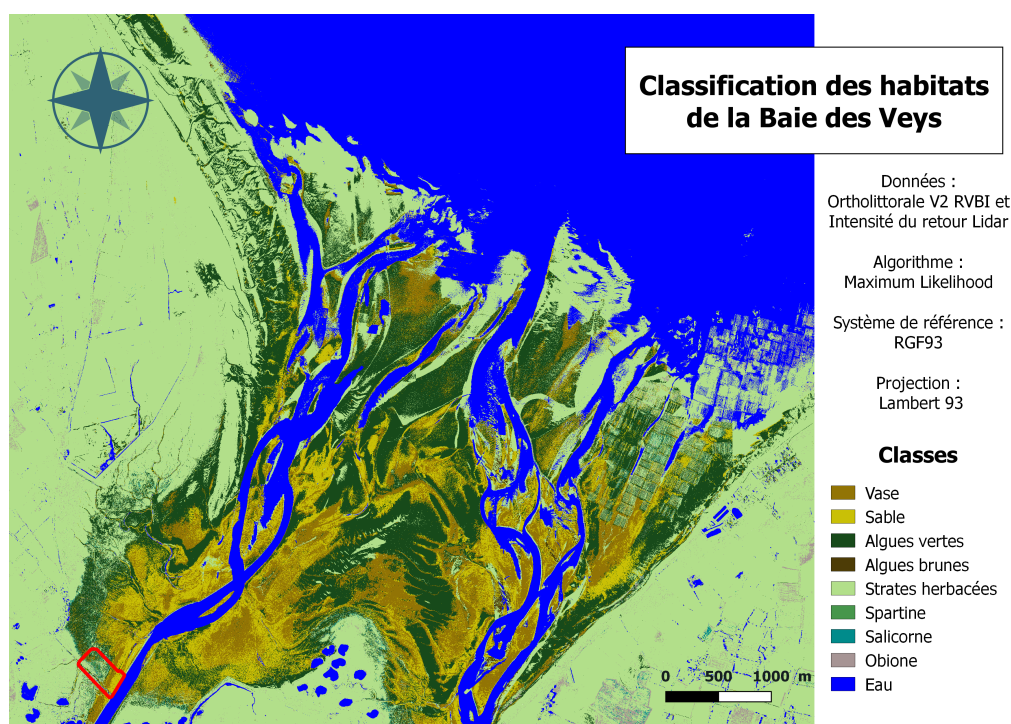 Classification des habitats
de la Baie des Veys
Données :
Ortholittorale V2 RVBI et
Intensité du retour Lidar
Algorithme :
Maximum Likelihood
Système de référence :
RGF93
Projection :
Lambert 93
Classes
Vase
Sable
Algues vertes
Algues brunes
Strates herbacées
Spartine
Salicorne
Obione
Eau
0 500 1000 m